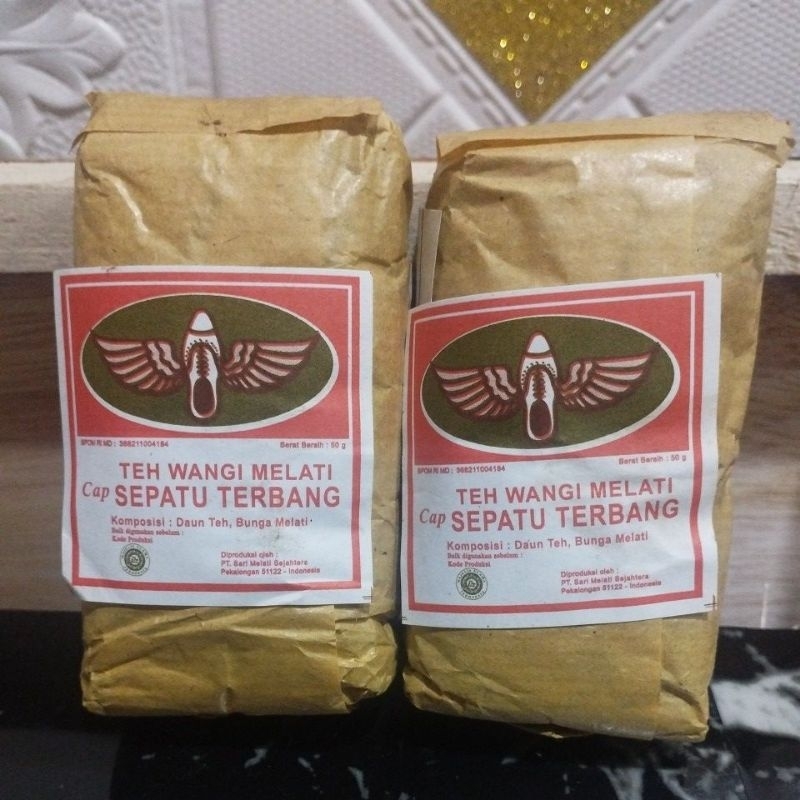 BPOM RI MD : 368211004184
Berat Bersih : 50 g
TEH WANGI MELATI
Cap SEPATU TERBANG
Komposisi : Daun Teh, Bunga Melati
Baik digunakan sebelum :
Kode Produksi
Diproduksi oleh :
PT. Sari Melati Sejahtera
Pekalongan 51122 - Indonesia
BPOM RI MD : 368211004184
Berat Bersih : 50 g
TEH WANGI MELATI
Cap SEPATU TERBANG
Komposisi : Daun Teh, Bunga Melati
Baik digunakan sebelum :
Kode Produksi
Diproduksi oleh :
PT. Sari Melati Sejahtera
Pekalongan 51122 - Indonesia